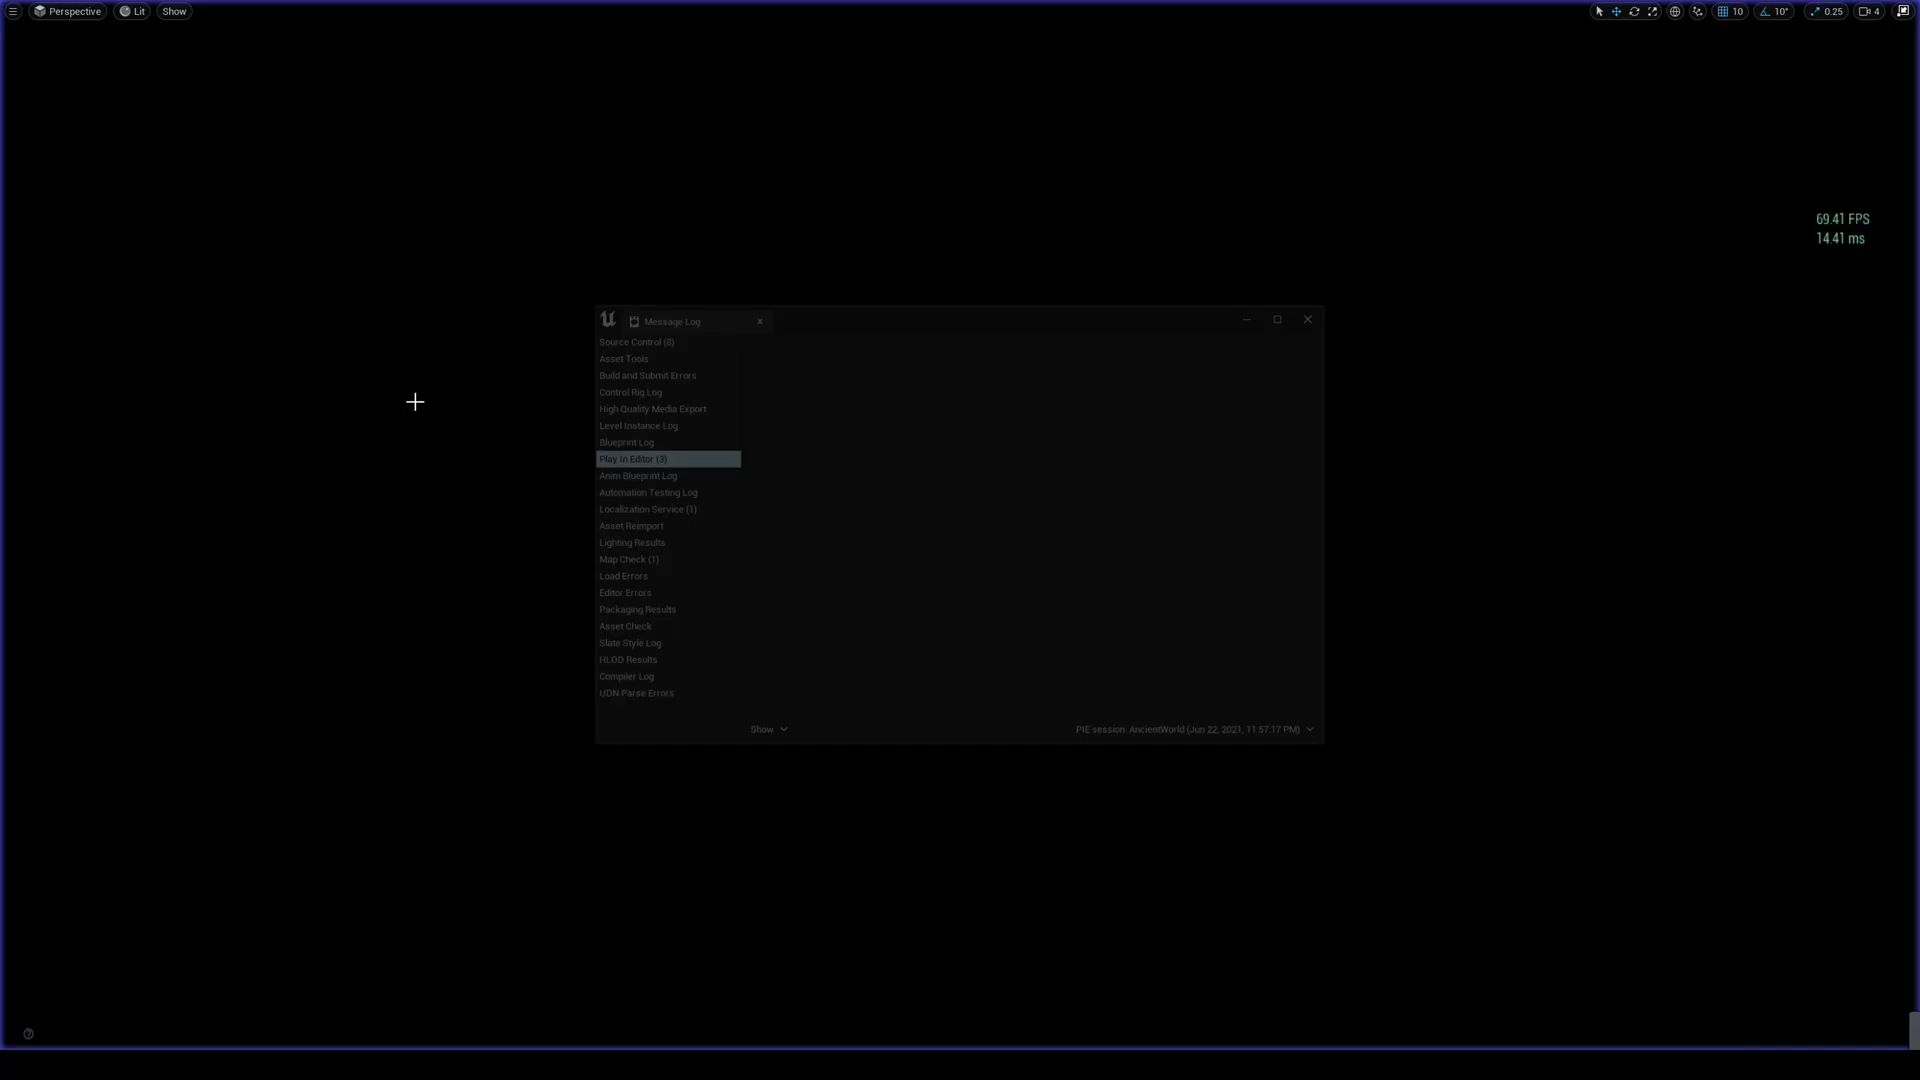 Perspective
Lit
Show
10
10°
0.25
4
69.41 FPS
14.41 ms
Message Log
Source Control (8)
Asset Tools
Build and Submit Errors
Control Rig Log
High Quality Media Export
Level Instance Log
Blueprint Log
Play In Editor (3)
Anim Blueprint Log
Automation Testing Log
Localization Service (1)
Asset Reimport
Lighting Results
Map Check (1)
Load Errors
Editor Errors
Packaging Results
Asset Check
Slate Style Log
HLOD Results
Compiler Log
UDN Parse Errors
Show
PIE session: AncientWorld (Jun 22, 2021, 11:57:17 PM)